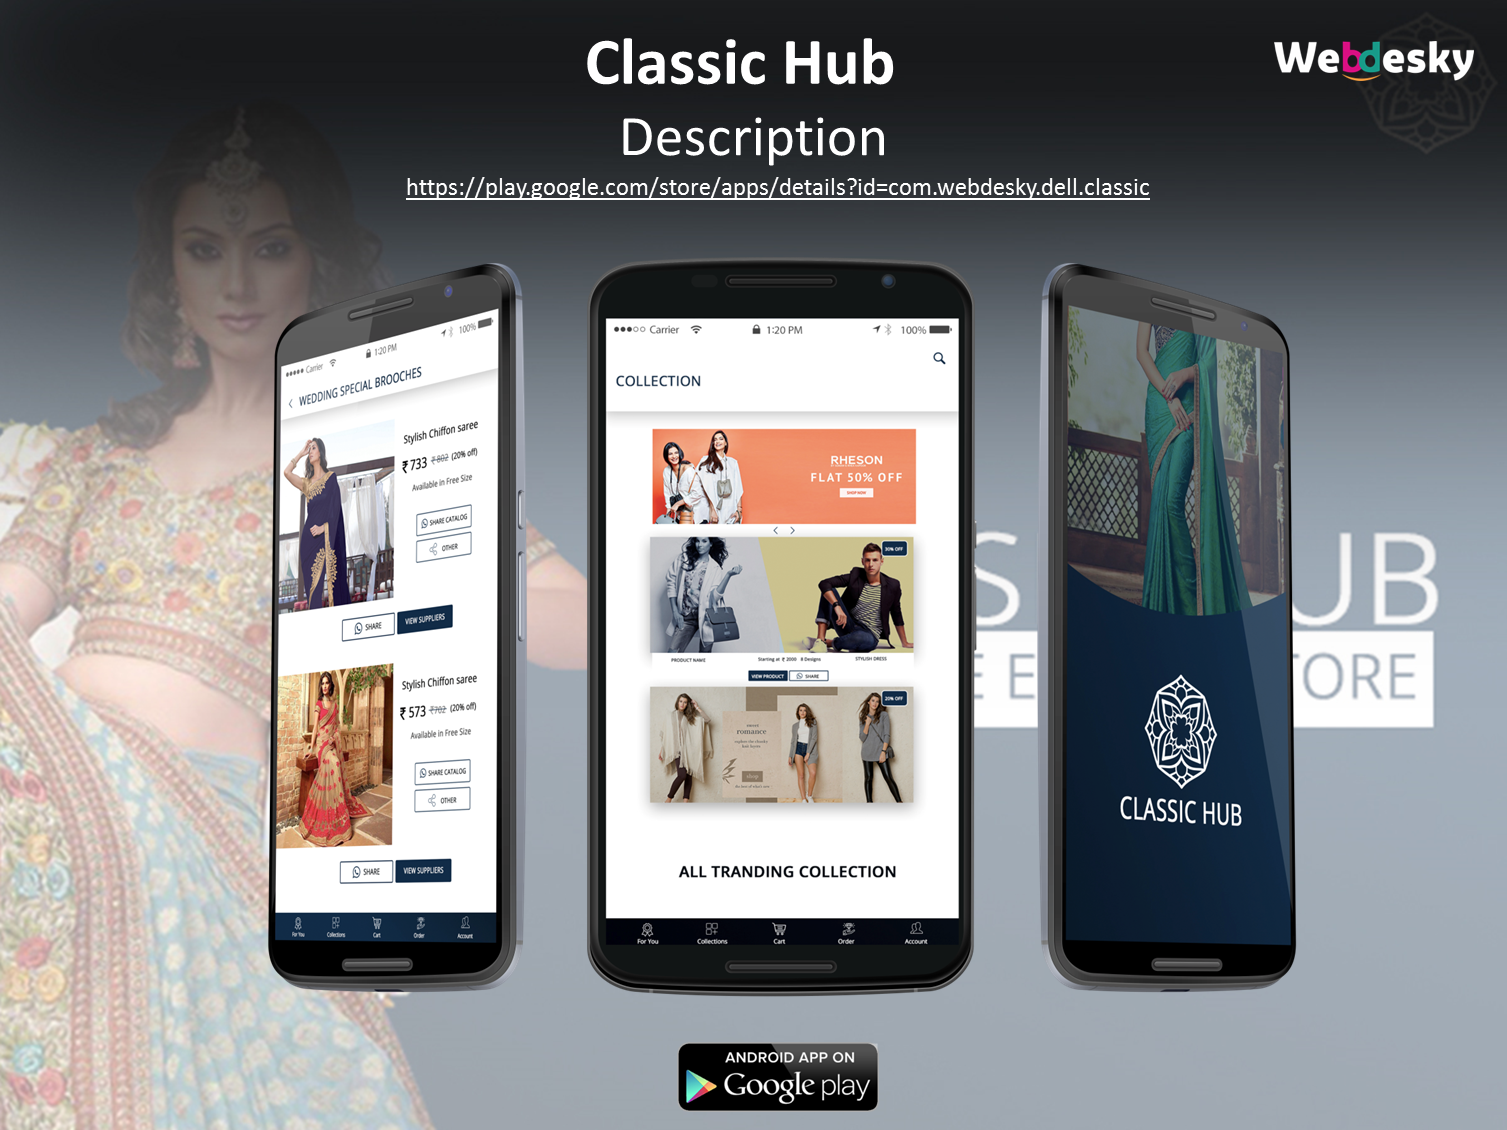 Classic Hub
Webdesky
Description
https://play.google.com/store/apps/details?id=com.webdesky.dell.classic
Carrier 1:20 PM 100%
WEDDING SPECIAL BROOCHES
Stylish Chiffon saree
₹ 733 ₹ 802 (20% off)
Available in Free Size
SHARE CATALOG
OTHER
SHARE
VIEW SUPPLIERS
Stylish Chiffon saree
₹ 573 ₹702 (20% off)
Available in Free Size
SHARE CATALOG
OTHER
SHARE
VIEW SUPPLIERS
For You Collections Cart Order Account
Carrier 1:20 PM 100%
COLLECTION
RHESON
FLAT 50% OFF
SHOP NOW
30% OFF
PRODUCT NAME Starting at ₹ 2000 8 Designs STYLISH DRESS
VIEW PRODUCT SHARE
20% OFF
sweet
romance
shop
ALL TRANDING COLLECTION
For You Collections Cart Order Account
S UB
E E TORE
CLASSIC HUB
ANDROID APP ON
Google play